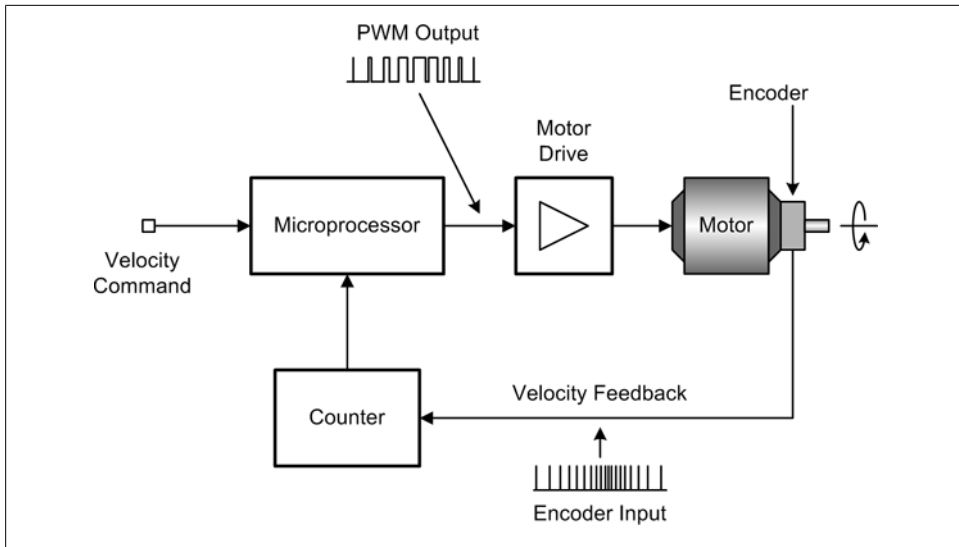 PWM Output
Encoder
Motor
Drive
Microprocessor
Motor
Velocity
Command
Velocity Feedback
Counter
Encoder Input